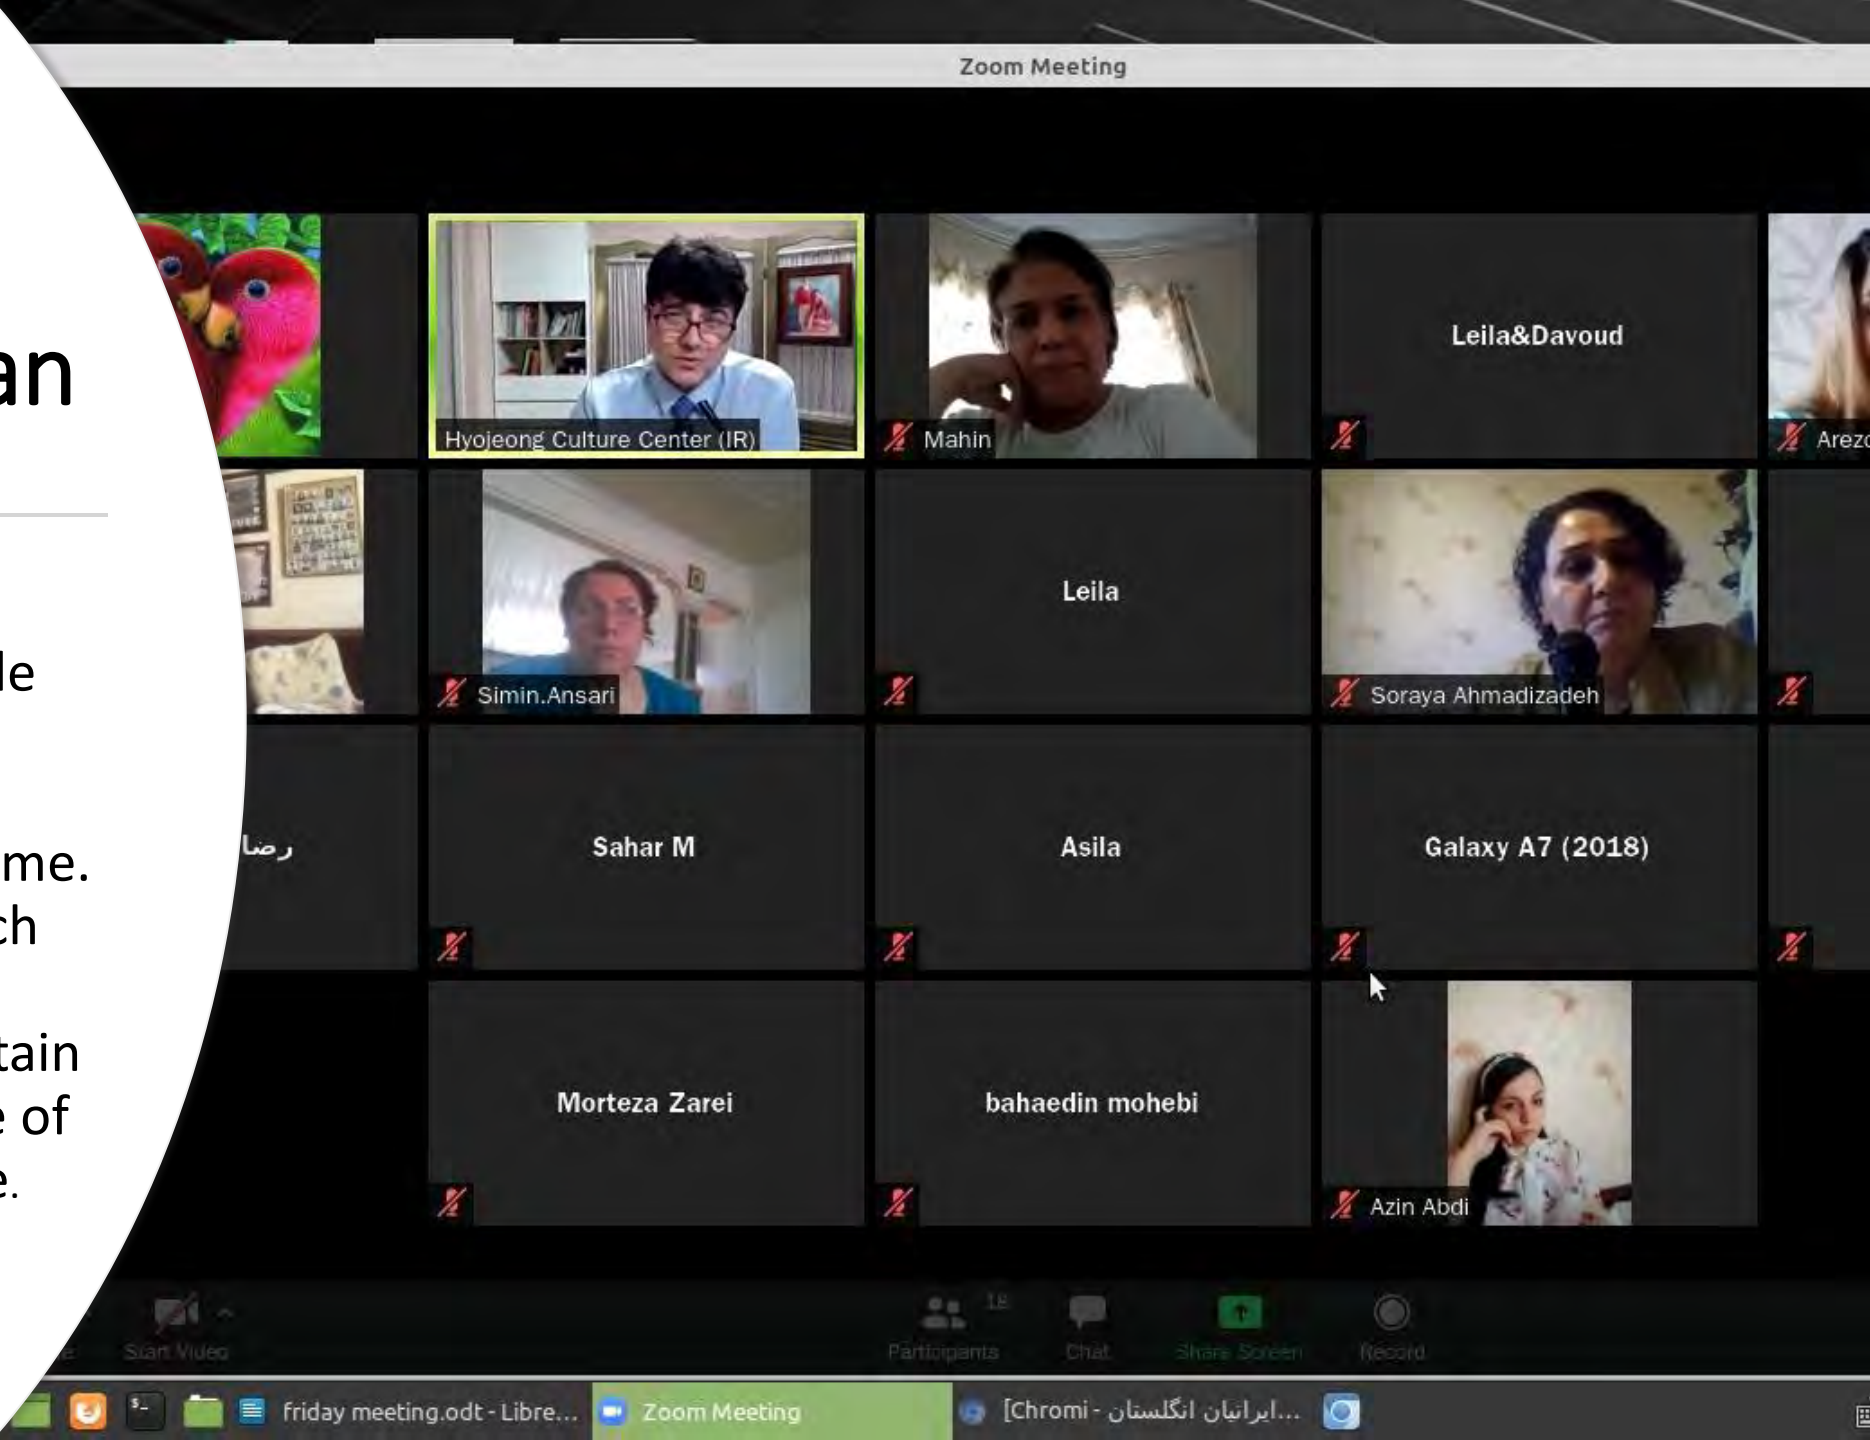 Zoom Meeting
an
Hyojeong Culture Center (IR)
Mahin
Leila&Davoud
le
Simin.Ansari
Leila
Soraya Ahmadizadeh
me.
ch
رضا
Sahar M
Asila
Galaxy A7 (2018)
tain
e of
e.
Morteza Zarei
bahaedin mohebi
Azin Abdi
Start Video
Participants
18
Chat
Share Screen
Record
friday meeting.odt - Libre...
Zoom Meeting
[Chromi - ایرانیان انگلستان...